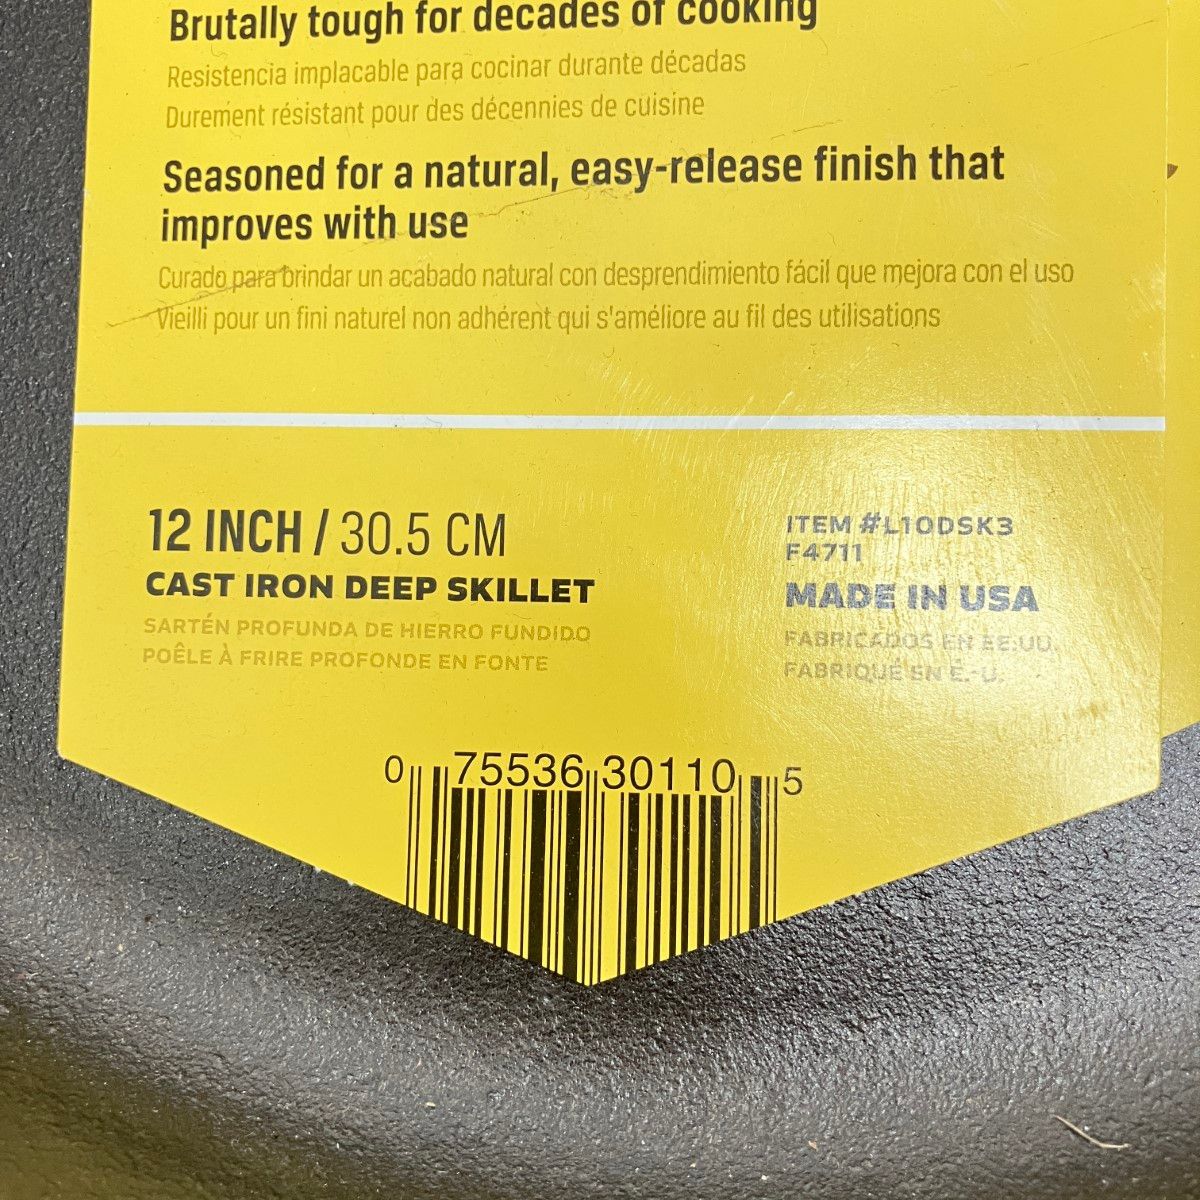 Brutally tough for decades of cooking
Resistencia implacable para cocinar durante décadas
Durement résistant pour des décennies de cuisine
Seasoned for a natural, easy-release finish that
improves with use
Curado para brindar un acabado natural con desprendimiento fácil que mejora con el uso
Vieilli pour un fini naturel non adhérent qui s'améliore au fil des utilisations
12 INCH / 30.5 CM
CAST IRON DEEP SKILLET
SARTÉN PROFUNDA DE HIERRO FUNDIDO
POÊLE À FRIRE PROFONDE EN FONTE
ITEM #L10DSK3
F4711
MADE IN USA
FABRICADOS EN EE.UU.
FABRIQUÉ EN É.-U.
0 75536 30110 5